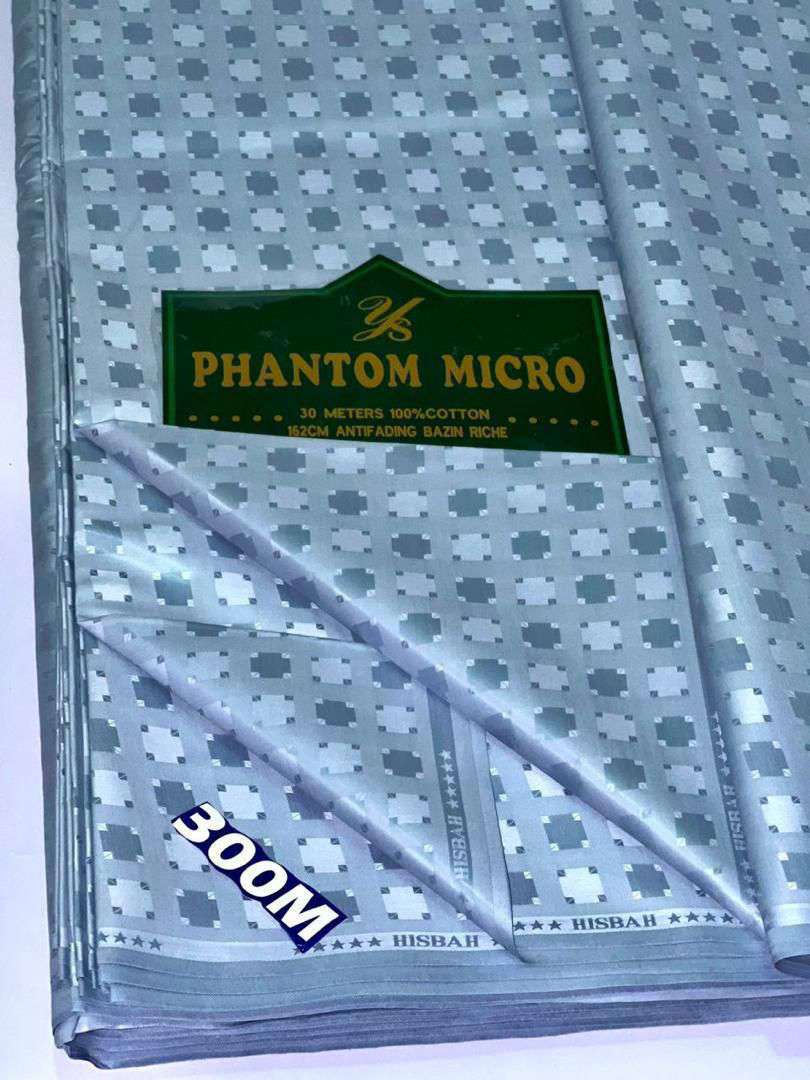 YS
PHANTOM MICRO
30 METERS 100%COTTON
162CM ANTIFADING BAZIN RICHE
★★★★★ HISBAH
HISBAH
300M
★★★★
★★★ HISBAH
★★★★ HISBAH ★★★★